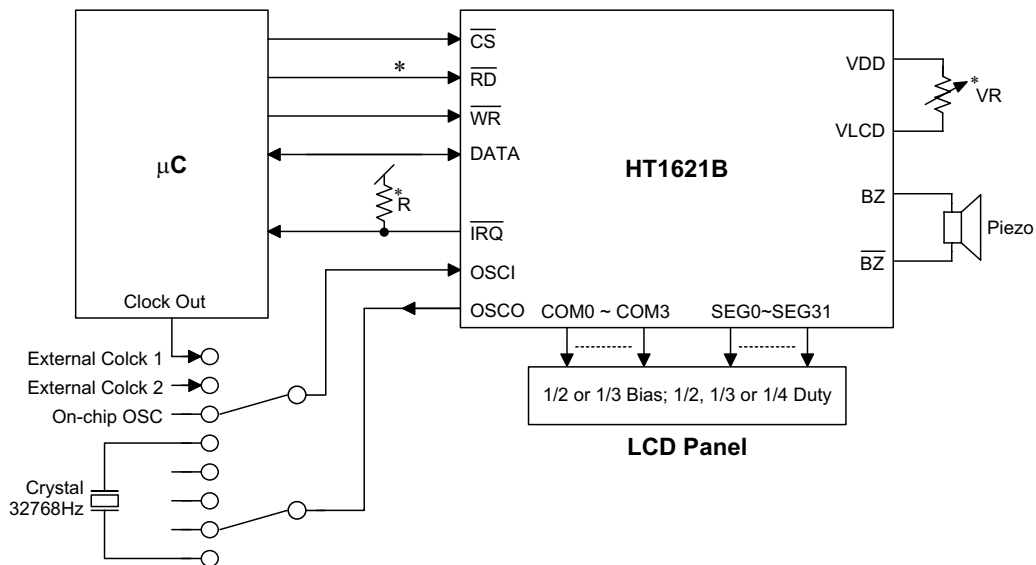 μC
Clock Out
CS
RD
WR
DATA
IRQ
OSCI
OSCO
*
*
R
HT1621B
VDD
VLCD
BZ
BZ
*
VR
Piezo
COM0 ~ COM3
SEG0~SEG31
1/2 or 1/3 Bias; 1/2, 1/3 or 1/4 Duty
LCD Panel
External Colck 1
External Colck 2
On-chip OSC
Crystal
32768Hz